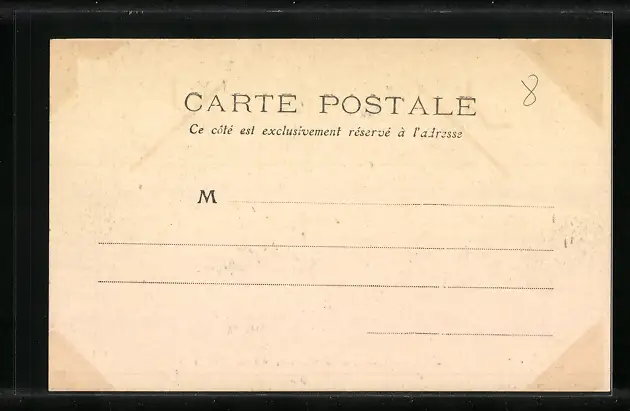 8
CARTE POSTALE
Ce côté est exclusivement réservé à l'adresse
M